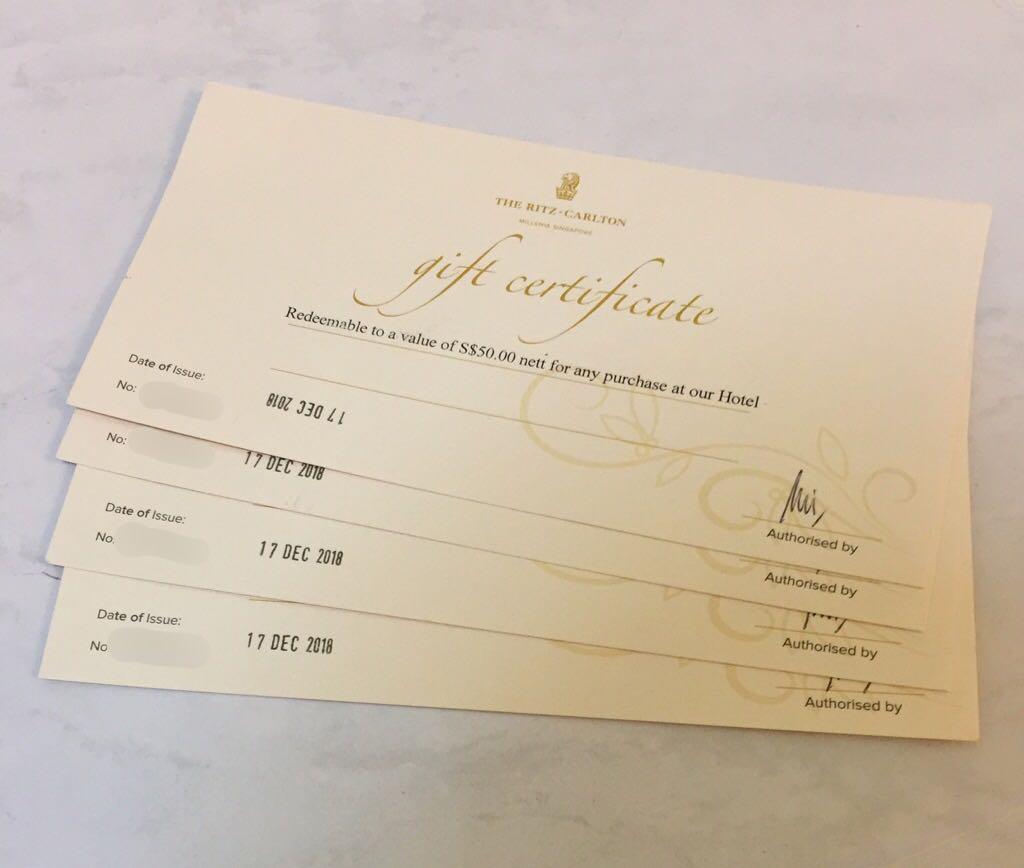 THE RITZ-CARLTON
MILLENIA SINGAPORE
gift certificate
Redeemable to a value of S$50.00 nett for any purchase at our Hotel
Date of Issue:
17 DEC 2018
No:
Authorised by
No:
17 DEC 2018
Authorised by
Date of Issue:
No.
17 DEC 2018
Authorised by
Date of Issue:
No
17 DEC 2018
Authorised by